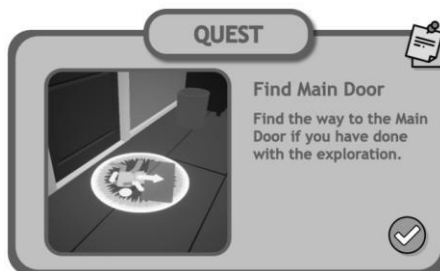 QUEST
Find Main Door
Find the way to the Main
Door if you have done
with the exploration.